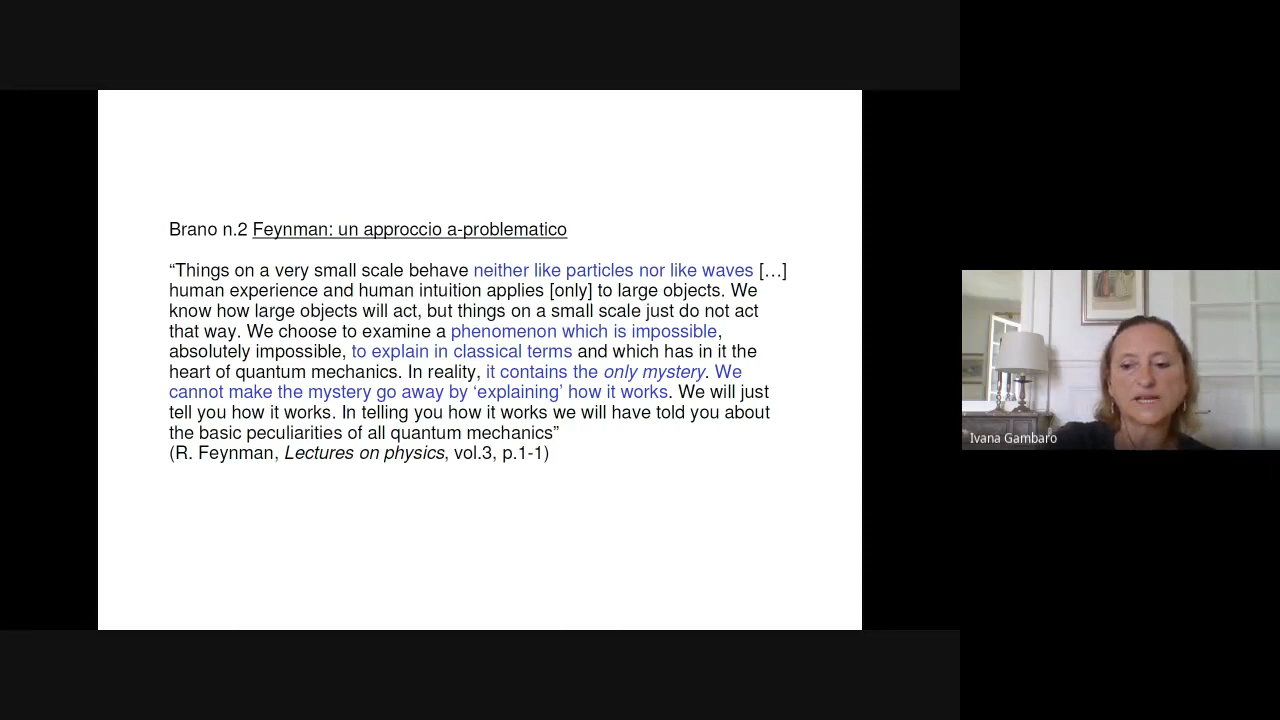 Brano n.2 Feynman: un approccio a-problematico
“Things on a very small scale behave neither like particles nor like waves […]
human experience and human intuition applies [only] to large objects. We
know how large objects will act, but things on a small scale just do not act
that way. We choose to examine a phenomenon which is impossible,
absolutely impossible, to explain in classical terms and which has in it the
heart of quantum mechanics. In reality, it contains the only mystery. We
cannot make the mystery go away by ‘explaining’ how it works. We will just
tell you how it works. In telling you how it works we will have told you about
the basic peculiarities of all quantum mechanics”
(R. Feynman, Lectures on physics, vol.3, p.1-1)
Ivana Gambaro